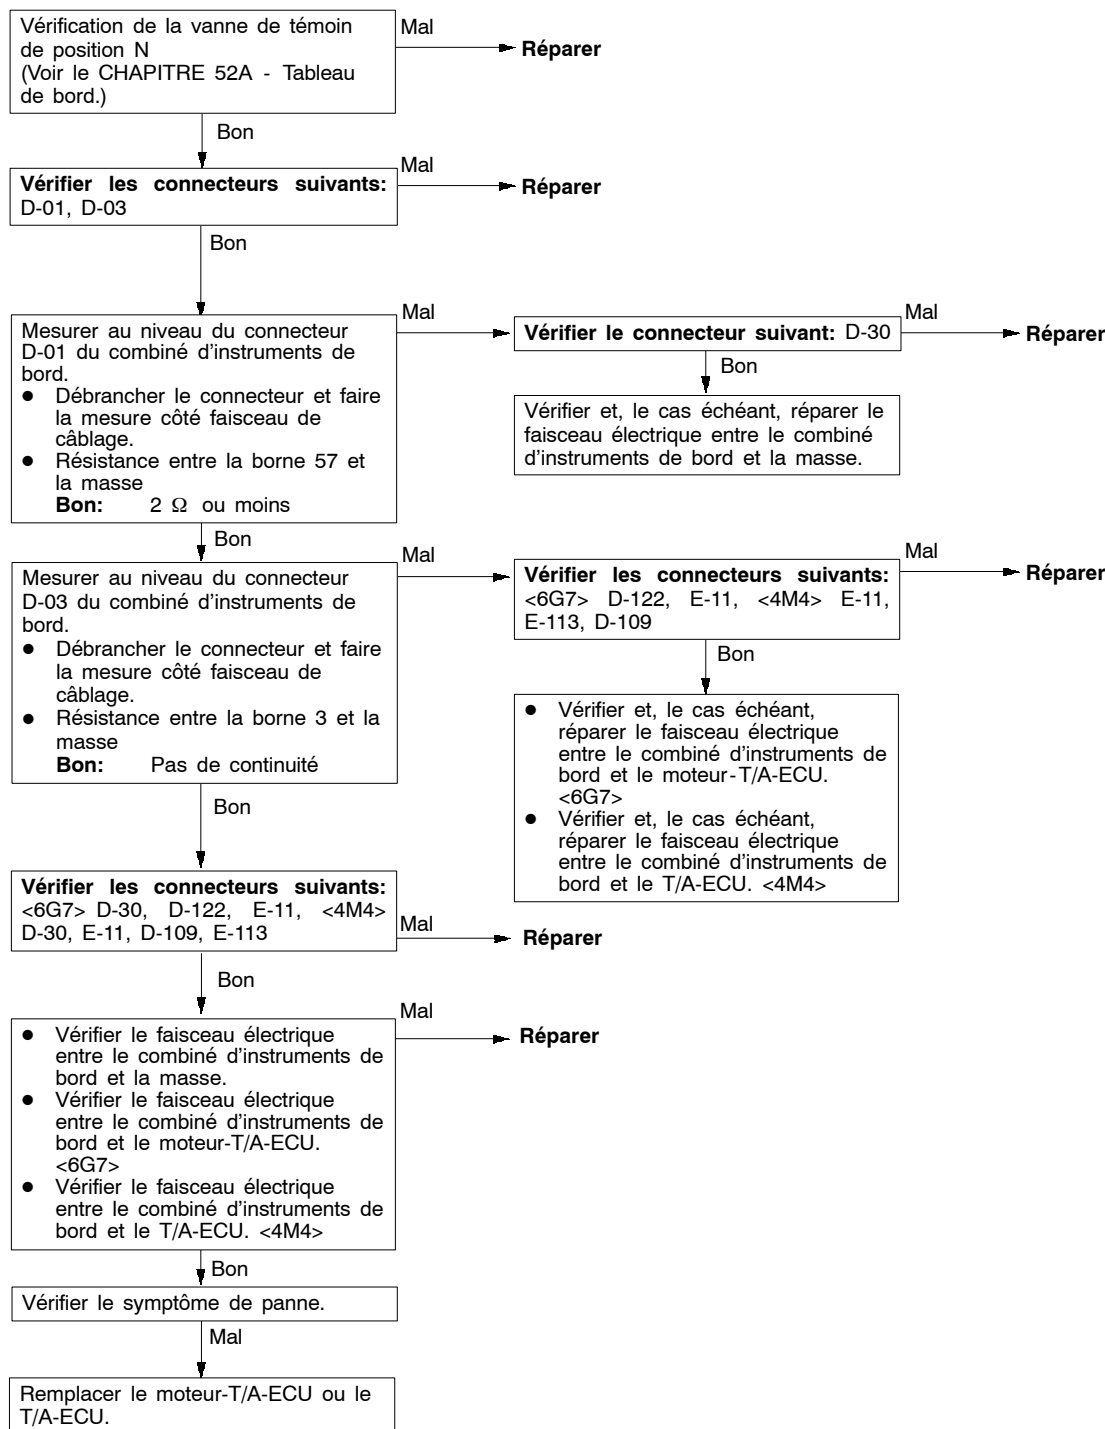 Vérification de la vanne de témoin
de position N
(Voir le CHAPITRE 52A - Tableau
de bord.)
Mal
Réparer
Bon
Vérifier les connecteurs suivants:
D-01, D-03
Mal
Réparer
Bon
Mesurer au niveau du connecteur
D-01 du combiné d'instruments de
bord.
● Débrancher le connecteur et faire
la mesure côté faisceau de
câblage.
● Résistance entre la borne 57 et
la masse
Bon: 2 Ω ou moins
Mal
Vérifier le connecteur suivant: D-30
Mal
Réparer
Bon
Vérifier et, le cas échéant, réparer le
faisceau électrique entre le combiné
d'instruments de bord et la masse.
Bon
Mesurer au niveau du connecteur
D-03 du combiné d'instruments de
bord.
● Débrancher le connecteur et faire
la mesure côté faisceau de
câblage.
● Résistance entre la borne 3 et la
masse
Bon: Pas de continuité
Mal
Vérifier les connecteurs suivants:
<6G7> D-122, E-11, <4M4> E-11,
E-113, D-109
Mal
Réparer
Bon
● Vérifier et, le cas échéant,
réparer le faisceau électrique
entre le combiné d'instruments de
bord et le moteur-T/A-ECU.
<6G7>
● Vérifier et, le cas échéant,
réparer le faisceau électrique
entre le combiné d'instruments de
bord et le T/A-ECU. <4M4>
Bon
Vérifier les connecteurs suivants:
<6G7> D-30, D-122, E-11, <4M4>
D-30, E-11, D-109, E-113
Mal
Réparer
Bon
● Vérifier le faisceau électrique
entre le combiné d'instruments de
bord et la masse.
● Vérifier le faisceau électrique
entre le combiné d'instruments de
bord et le moteur-T/A-ECU.
<6G7>
● Vérifier le faisceau électrique
entre le combiné d'instruments de
bord et le T/A-ECU. <4M4>
Mal
Réparer
Bon
Vérifier le symptôme de panne.
Mal
Remplacer le moteur-T/A-ECU ou le
T/A-ECU.